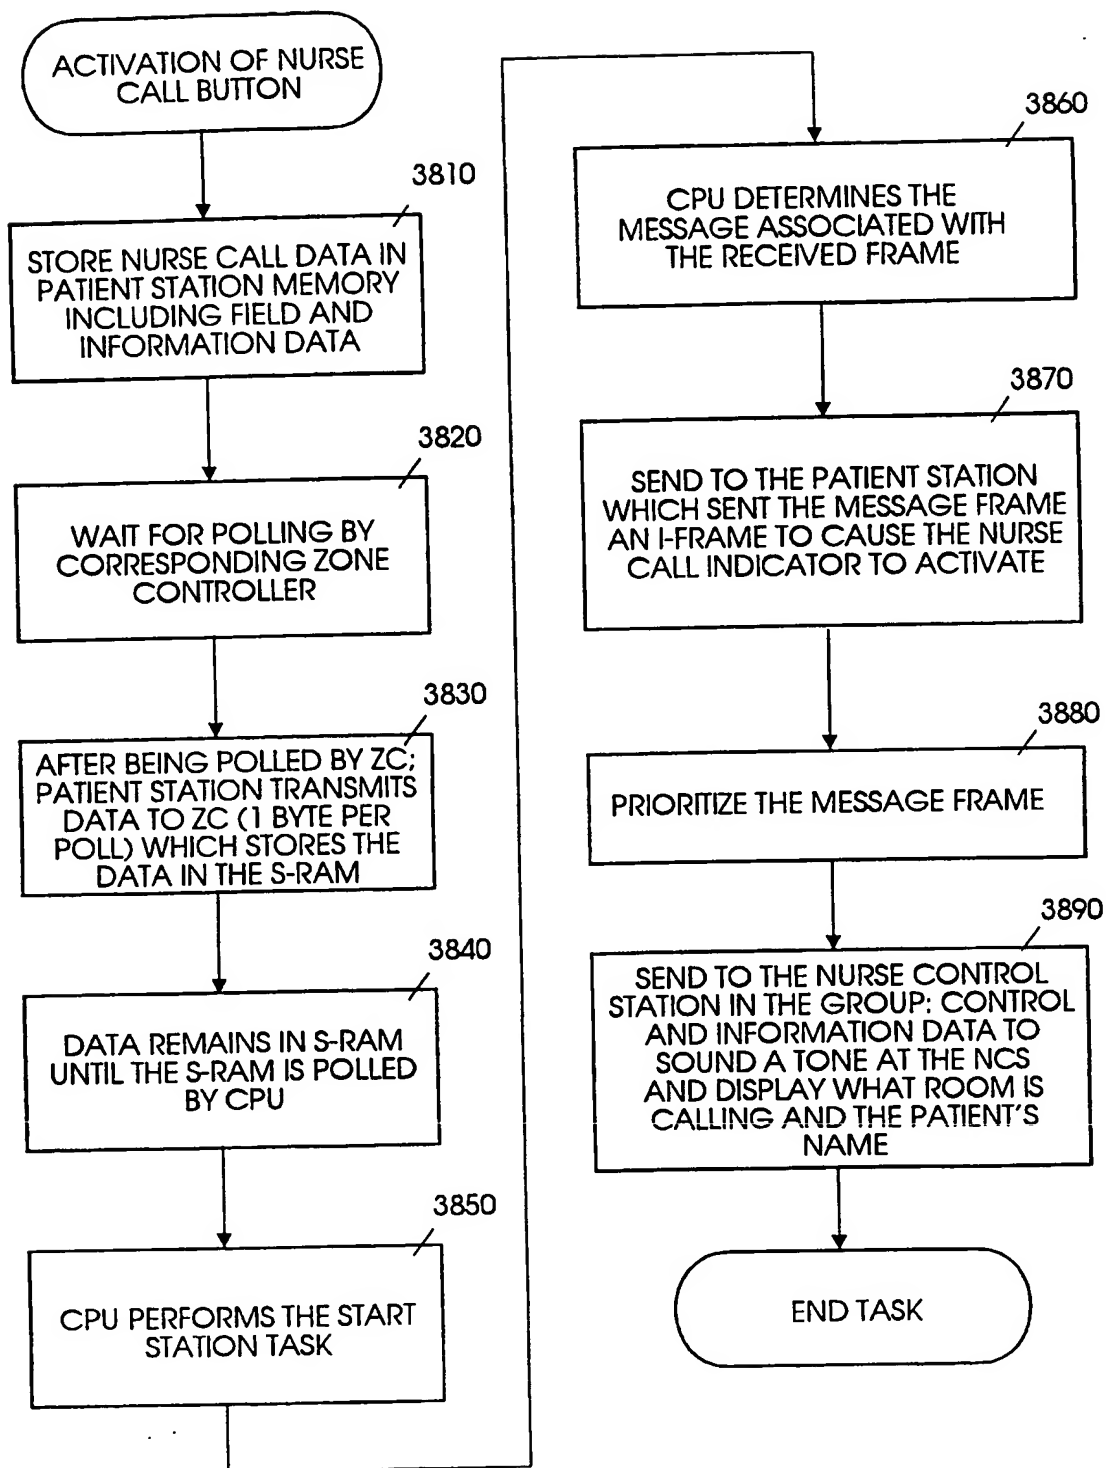 ACTIVATION OF NURSE
CALL BUTTON
3810
STORE NURSE CALL DATA IN
PATIENT STATION MEMORY
INCLUDING FIELD AND
INFORMATION DATA
3820
WAIT FOR POLLING BY
CORRESPONDING ZONE
CONTROLLER
3830
AFTER BEING POLLED BY ZC;
PATIENT STATION TRANSMITS
DATA TO ZC (1 BYTE PER
POLL) WHICH STORES THE
DATA IN THE S-RAM
3840
DATA REMAINS IN S-RAM
UNTIL THE S-RAM IS POLLED
BY CPU
3850
CPU PERFORMS THE START
STATION TASK
3860
CPU DETERMINES THE
MESSAGE ASSOCIATED WITH
THE RECEIVED FRAME
3870
SEND TO THE PATIENT STATION
WHICH SENT THE MESSAGE FRAME
AN I-FRAME TO CAUSE THE NURSE
CALL INDICATOR TO ACTIVATE
3880
PRIORITIZE THE MESSAGE FRAME
3890
SEND TO THE NURSE CONTROL
STATION IN THE GROUP: CONTROL
AND INFORMATION DATA TO
SOUND A TONE AT THE NCS
AND DISPLAY WHAT ROOM IS
CALLING AND THE PATIENT'S
NAME
END TASK